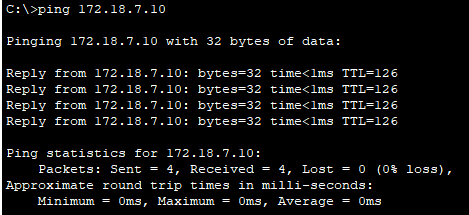 C:\>ping 172.18.7.10
Pinging 172.18.7.10 with 32 bytes of data:
Reply from 172.18.7.10: bytes=32 time<1ms TTL=126
Reply from 172.18.7.10: bytes=32 time<1ms TTL=126
Reply from 172.18.7.10: bytes=32 time<1ms TTL=126
Reply from 172.18.7.10: bytes=32 time<1ms TTL=126
Ping statistics for 172.18.7.10:
    Packets: Sent = 4, Received = 4, Lost = 0 (0% loss),
Approximate round trip times in milli-seconds:
    Minimum = 0ms, Maximum = 0ms, Average = 0ms